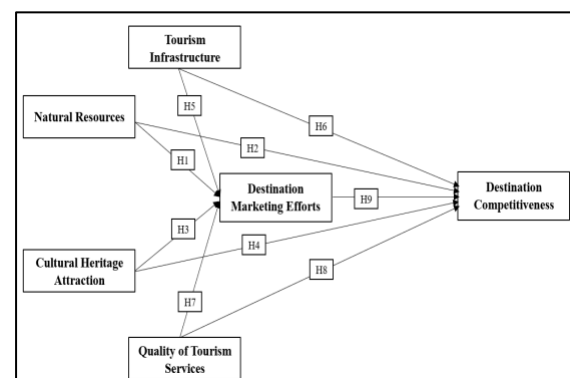 Tourism
Infrastructure
H5
H6
Natural Resources
H2
H1
Destination
Marketing Efforts
H9
Destination
Competitiveness
H3
H4
Cultural Heritage
Attraction
H8
H7
Quality of Tourism
Services